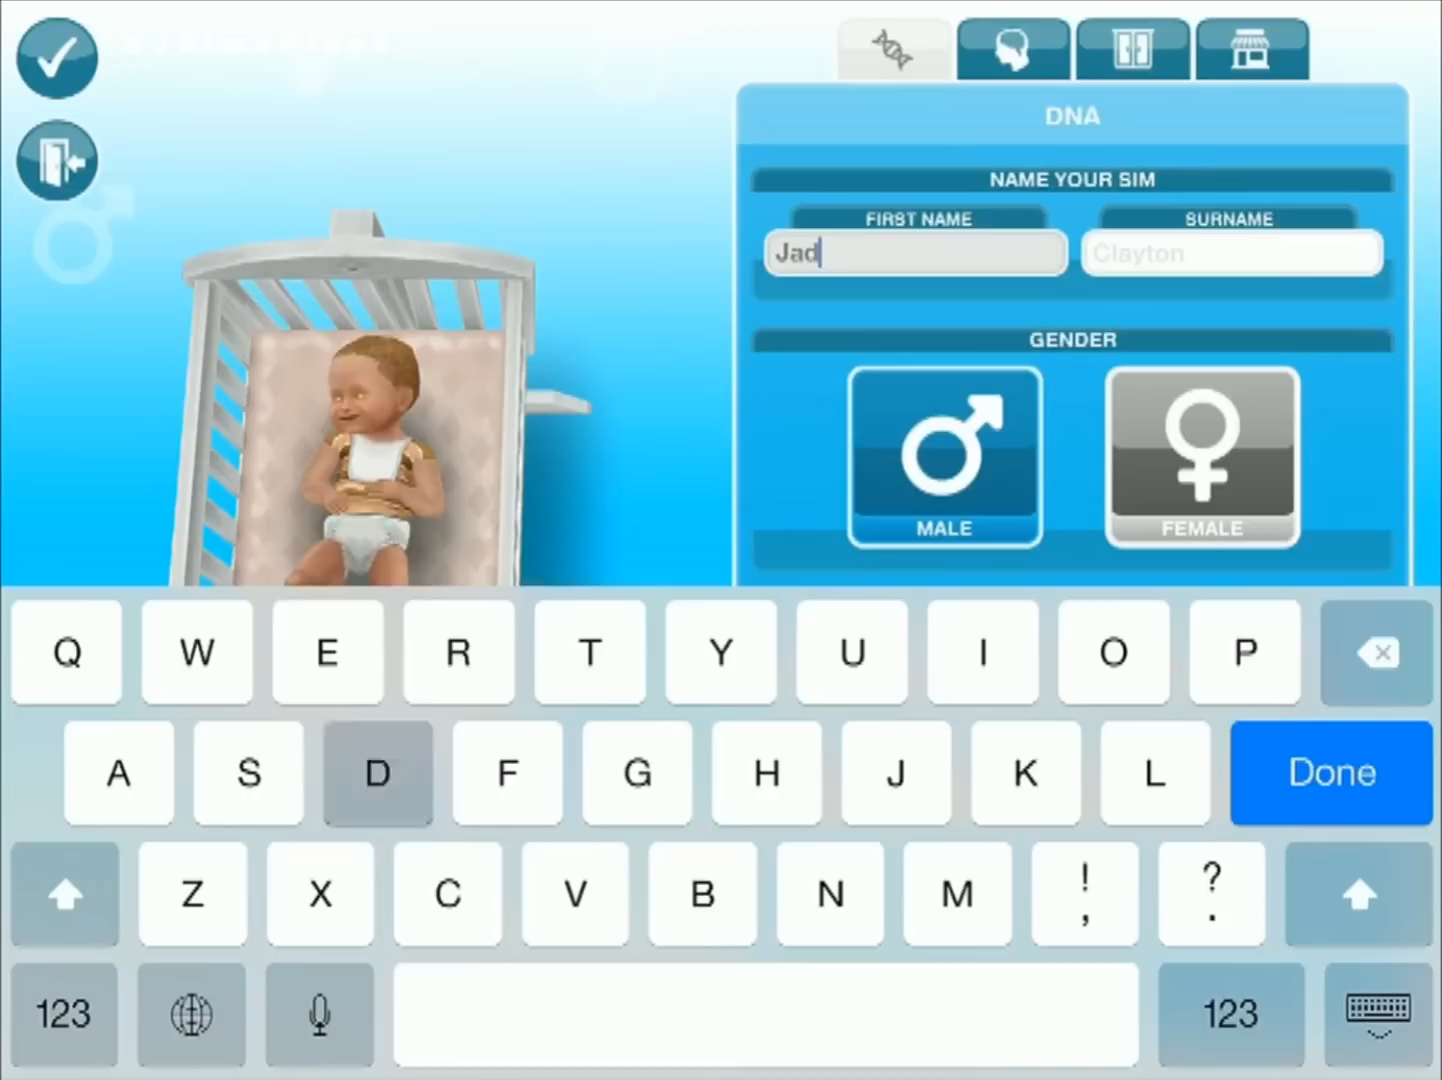 DNA
NAME YOUR SIM
FIRST NAME SURNAME
Jad Clayton
GENDER
MALE FEMALE
Q W E R T Y U I O P
A S D F G H J K L Done
Z X C V B N M ! , ? .
123 123